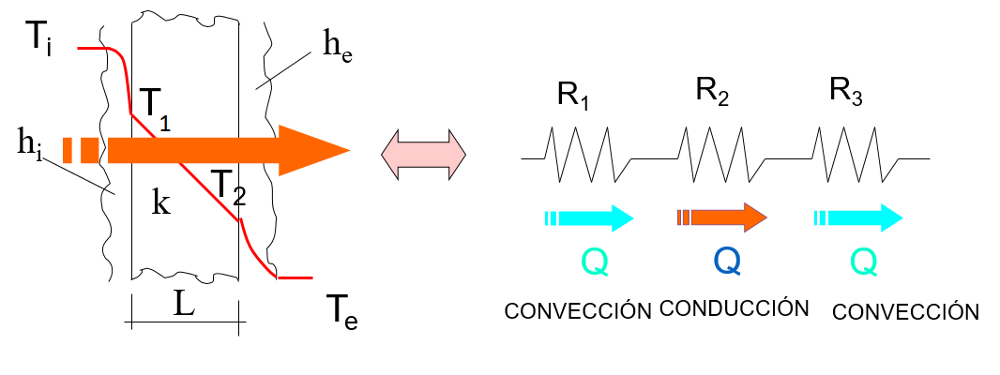 Ti
he
T1
hi
T2
k
L
Te
R1
R2
R3
Q
Q
Q
CONVECCIÓN
CONDUCCIÓN
CONVECCIÓN